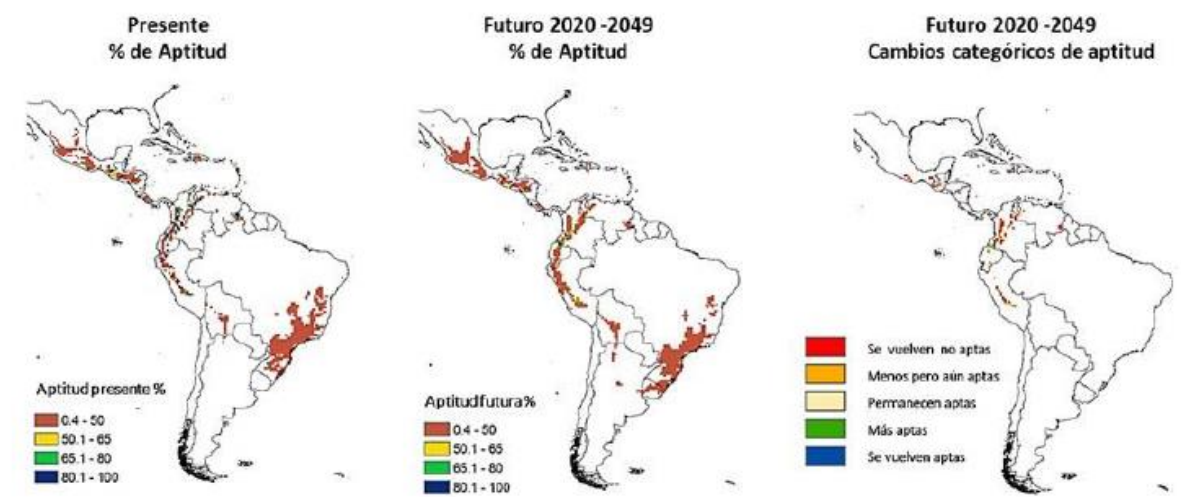 Presente
% de Aptitud
Futuro 2020 -2049
% de Aptitud
Futuro 2020 -2049
Cambios categóricos de aptitud
Aptitud presente %
0.4 - 50
50.1 - 65
65.1 - 80
80.1 - 100
Aptitud futura%
0.4 - 50
50.1 - 65
65.1 - 80
80.1 - 100
Se vuelven no aptas
Menos pero aún aptas
Permanecen aptas
Más aptas
Se vuelven aptas